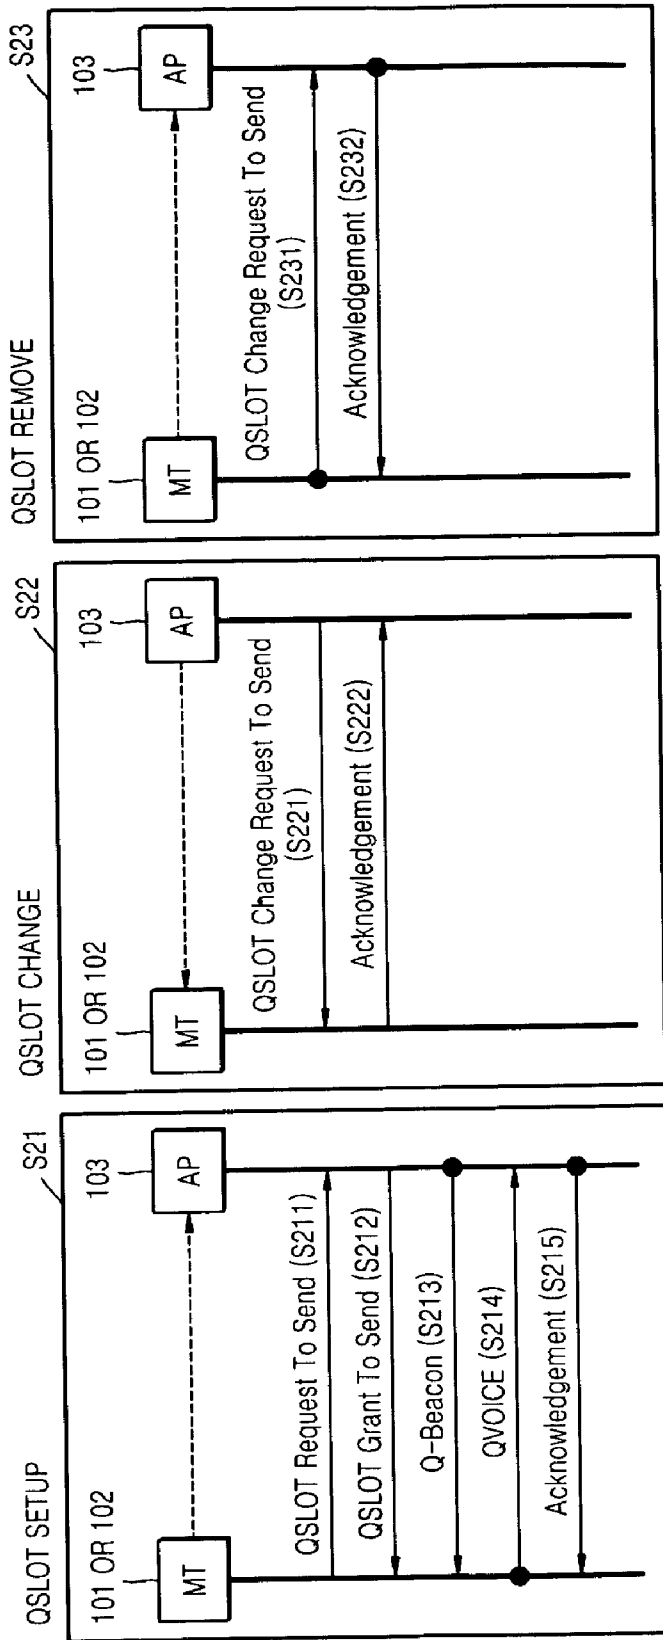 QSLOT SETUP
S21
101 OR 102
103
MT
AP
QSLOT Request To Send (S211)
QSLOT Grant To Send (S212)
Q-Beacon (S213)
QVOICE (S214)
Acknowledgement (S215)
QSLOT CHANGE
S22
101 OR 102
103
MT
AP
QSLOT Change Request To Send
(S221)
Acknowledgement (S222)
QSLOT REMOVE
S23
101 OR 102
103
MT
AP
QSLOT Change Request To Send
(S231)
Acknowledgement (S232)